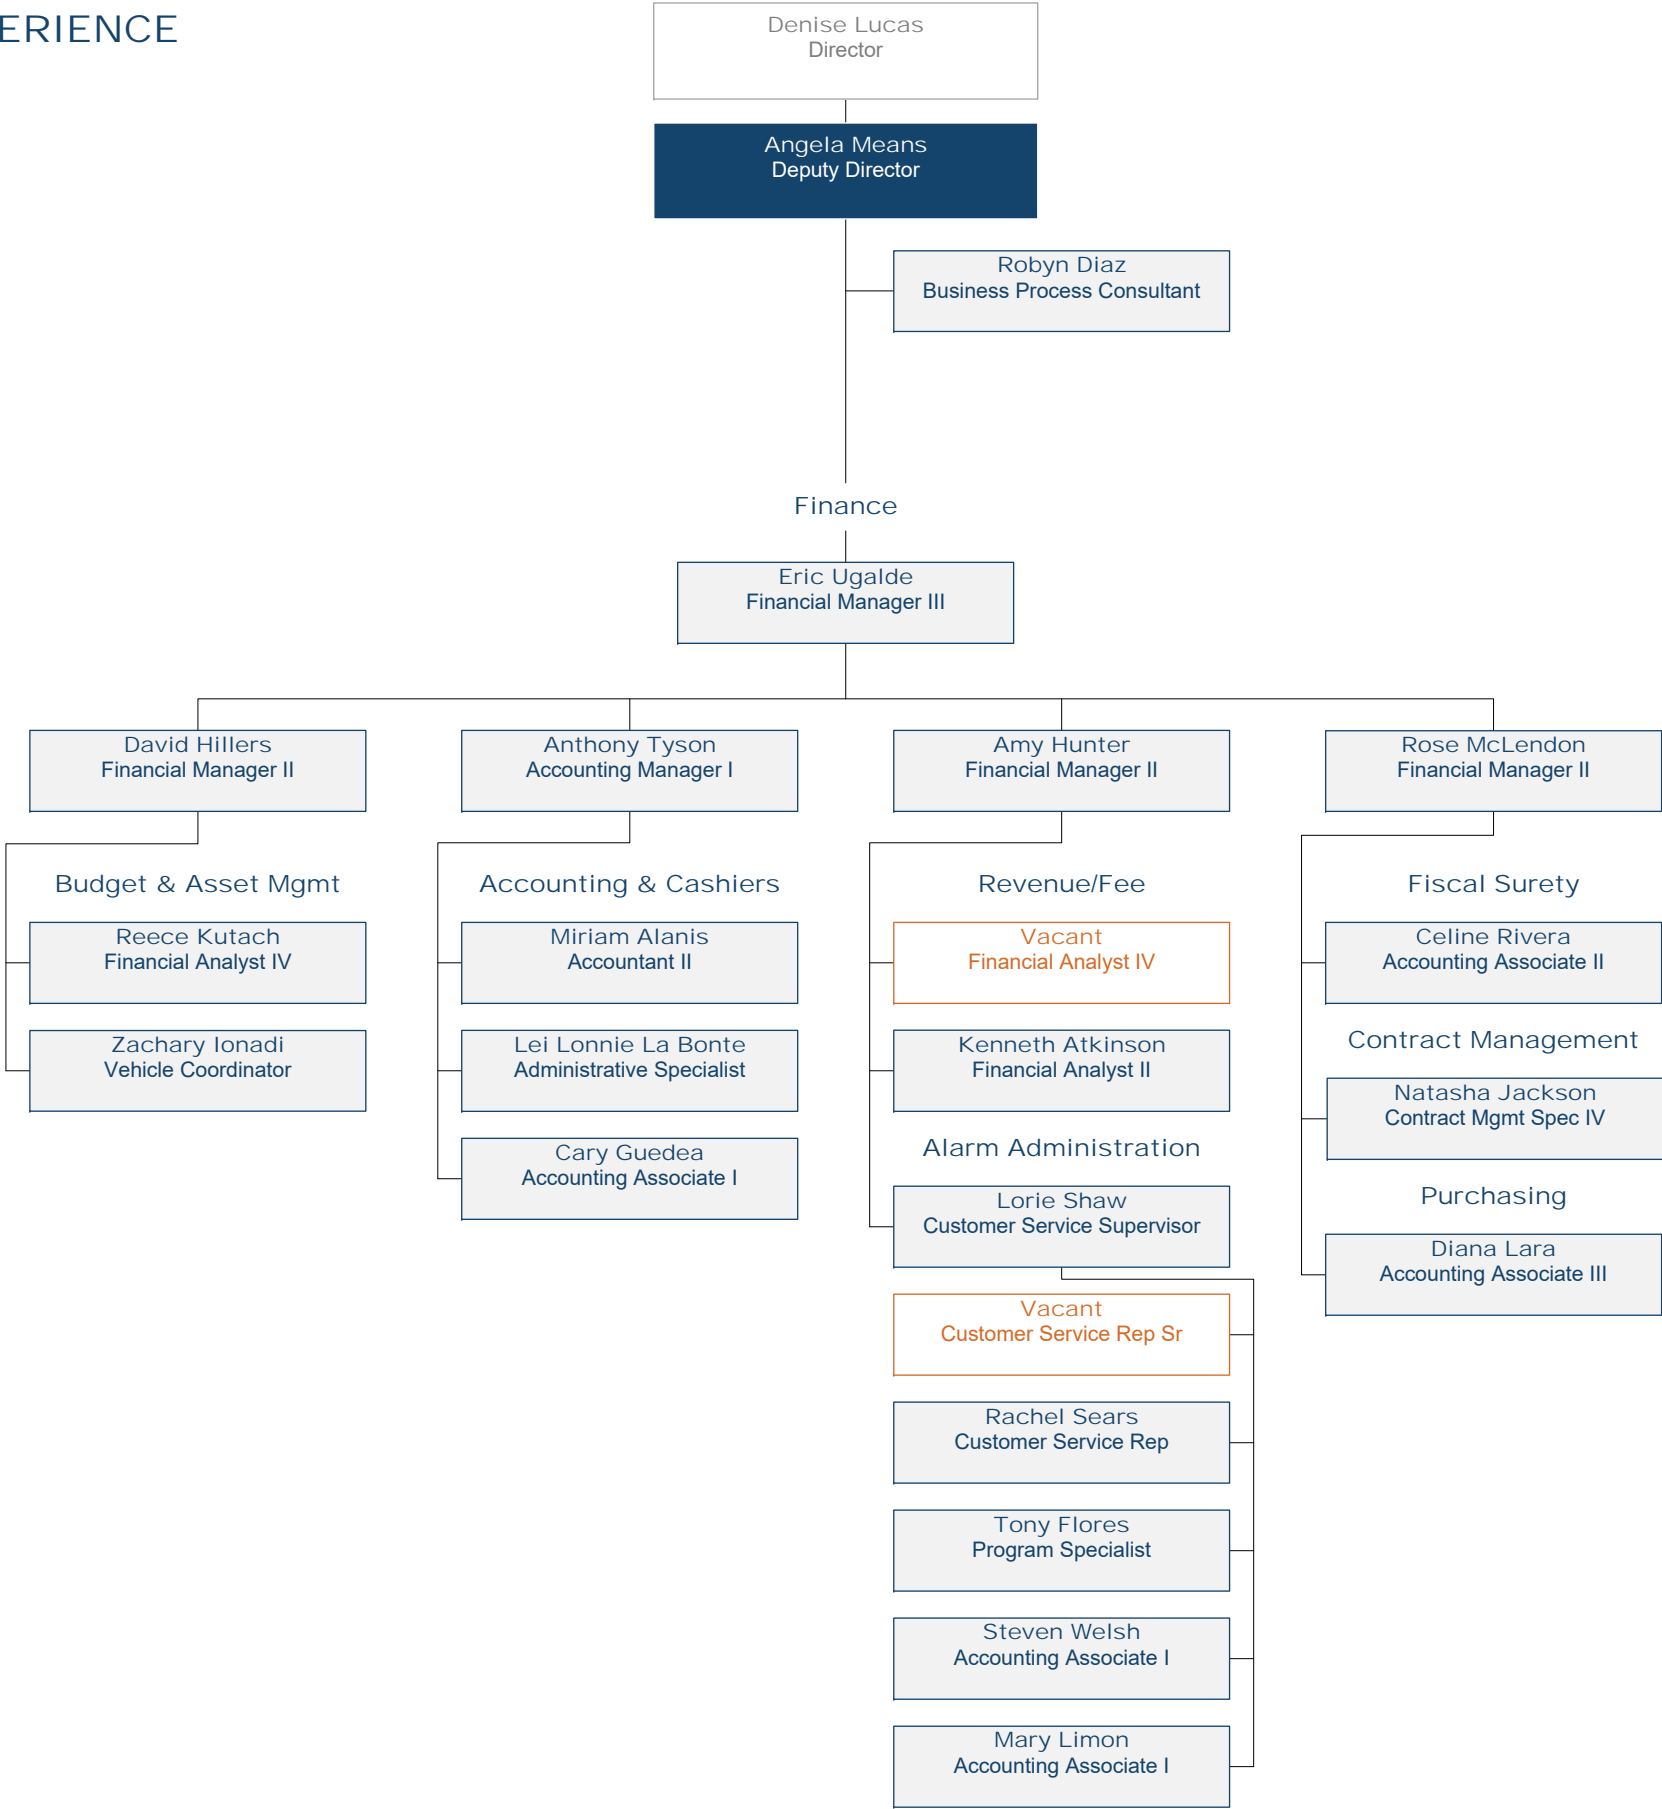 ERIENCE
Denise Lucas
Director
Angela Means
Deputy Director
Robyn Diaz
Business Process Consultant
Finance
Eric Ugalde
Financial Manager III
David Hillers
Financial Manager II
Anthony Tyson
Accounting Manager I
Amy Hunter
Financial Manager II
Rose McLendon
Financial Manager II
Budget & Asset Mgmt
Reece Kutach
Financial Analyst IV
Zachary Ionadi
Vehicle Coordinator
Accounting & Cashiers
Miriam Alanis
Accountant II
Lei Lonnie La Bonte
Administrative Specialist
Cary Guedea
Accounting Associate I
Revenue/Fee
Vacant
Financial Analyst IV
Kenneth Atkinson
Financial Analyst II
Alarm Administration
Lorie Shaw
Customer Service Supervisor
Vacant
Customer Service Rep Sr
Rachel Sears
Customer Service Rep
Tony Flores
Program Specialist
Steven Welsh
Accounting Associate I
Mary Limon
Accounting Associate I
Fiscal Surety
Celine Rivera
Accounting Associate II
Contract Management
Natasha Jackson
Contract Mgmt Spec IV
Purchasing
Diana Lara
Accounting Associate III